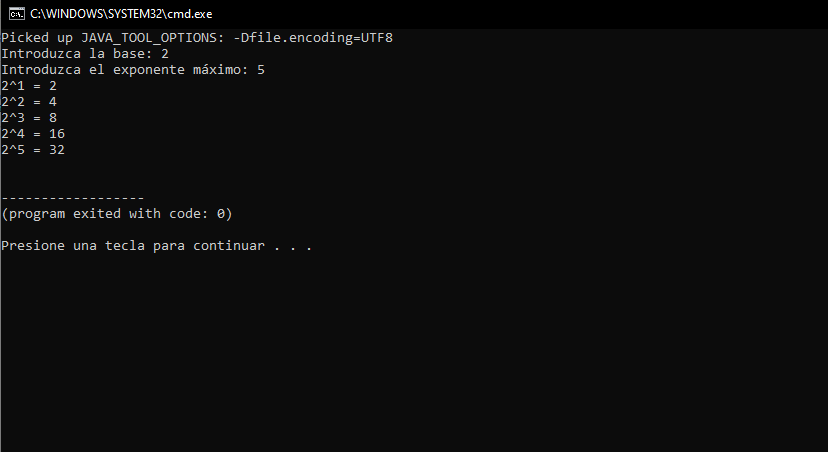 C:\WINDOWS\SYSTEM32\cmd.exe
Picked up JAVA_TOOL_OPTIONS: -Dfile.encoding=UTF8
Introduzca la base: 2
Introduzca el exponente máximo: 5
2^1 = 2
2^2 = 4
2^3 = 8
2^4 = 16
2^5 = 32
------------------
(program exited with code: 0)
Presione una tecla para continuar . . .